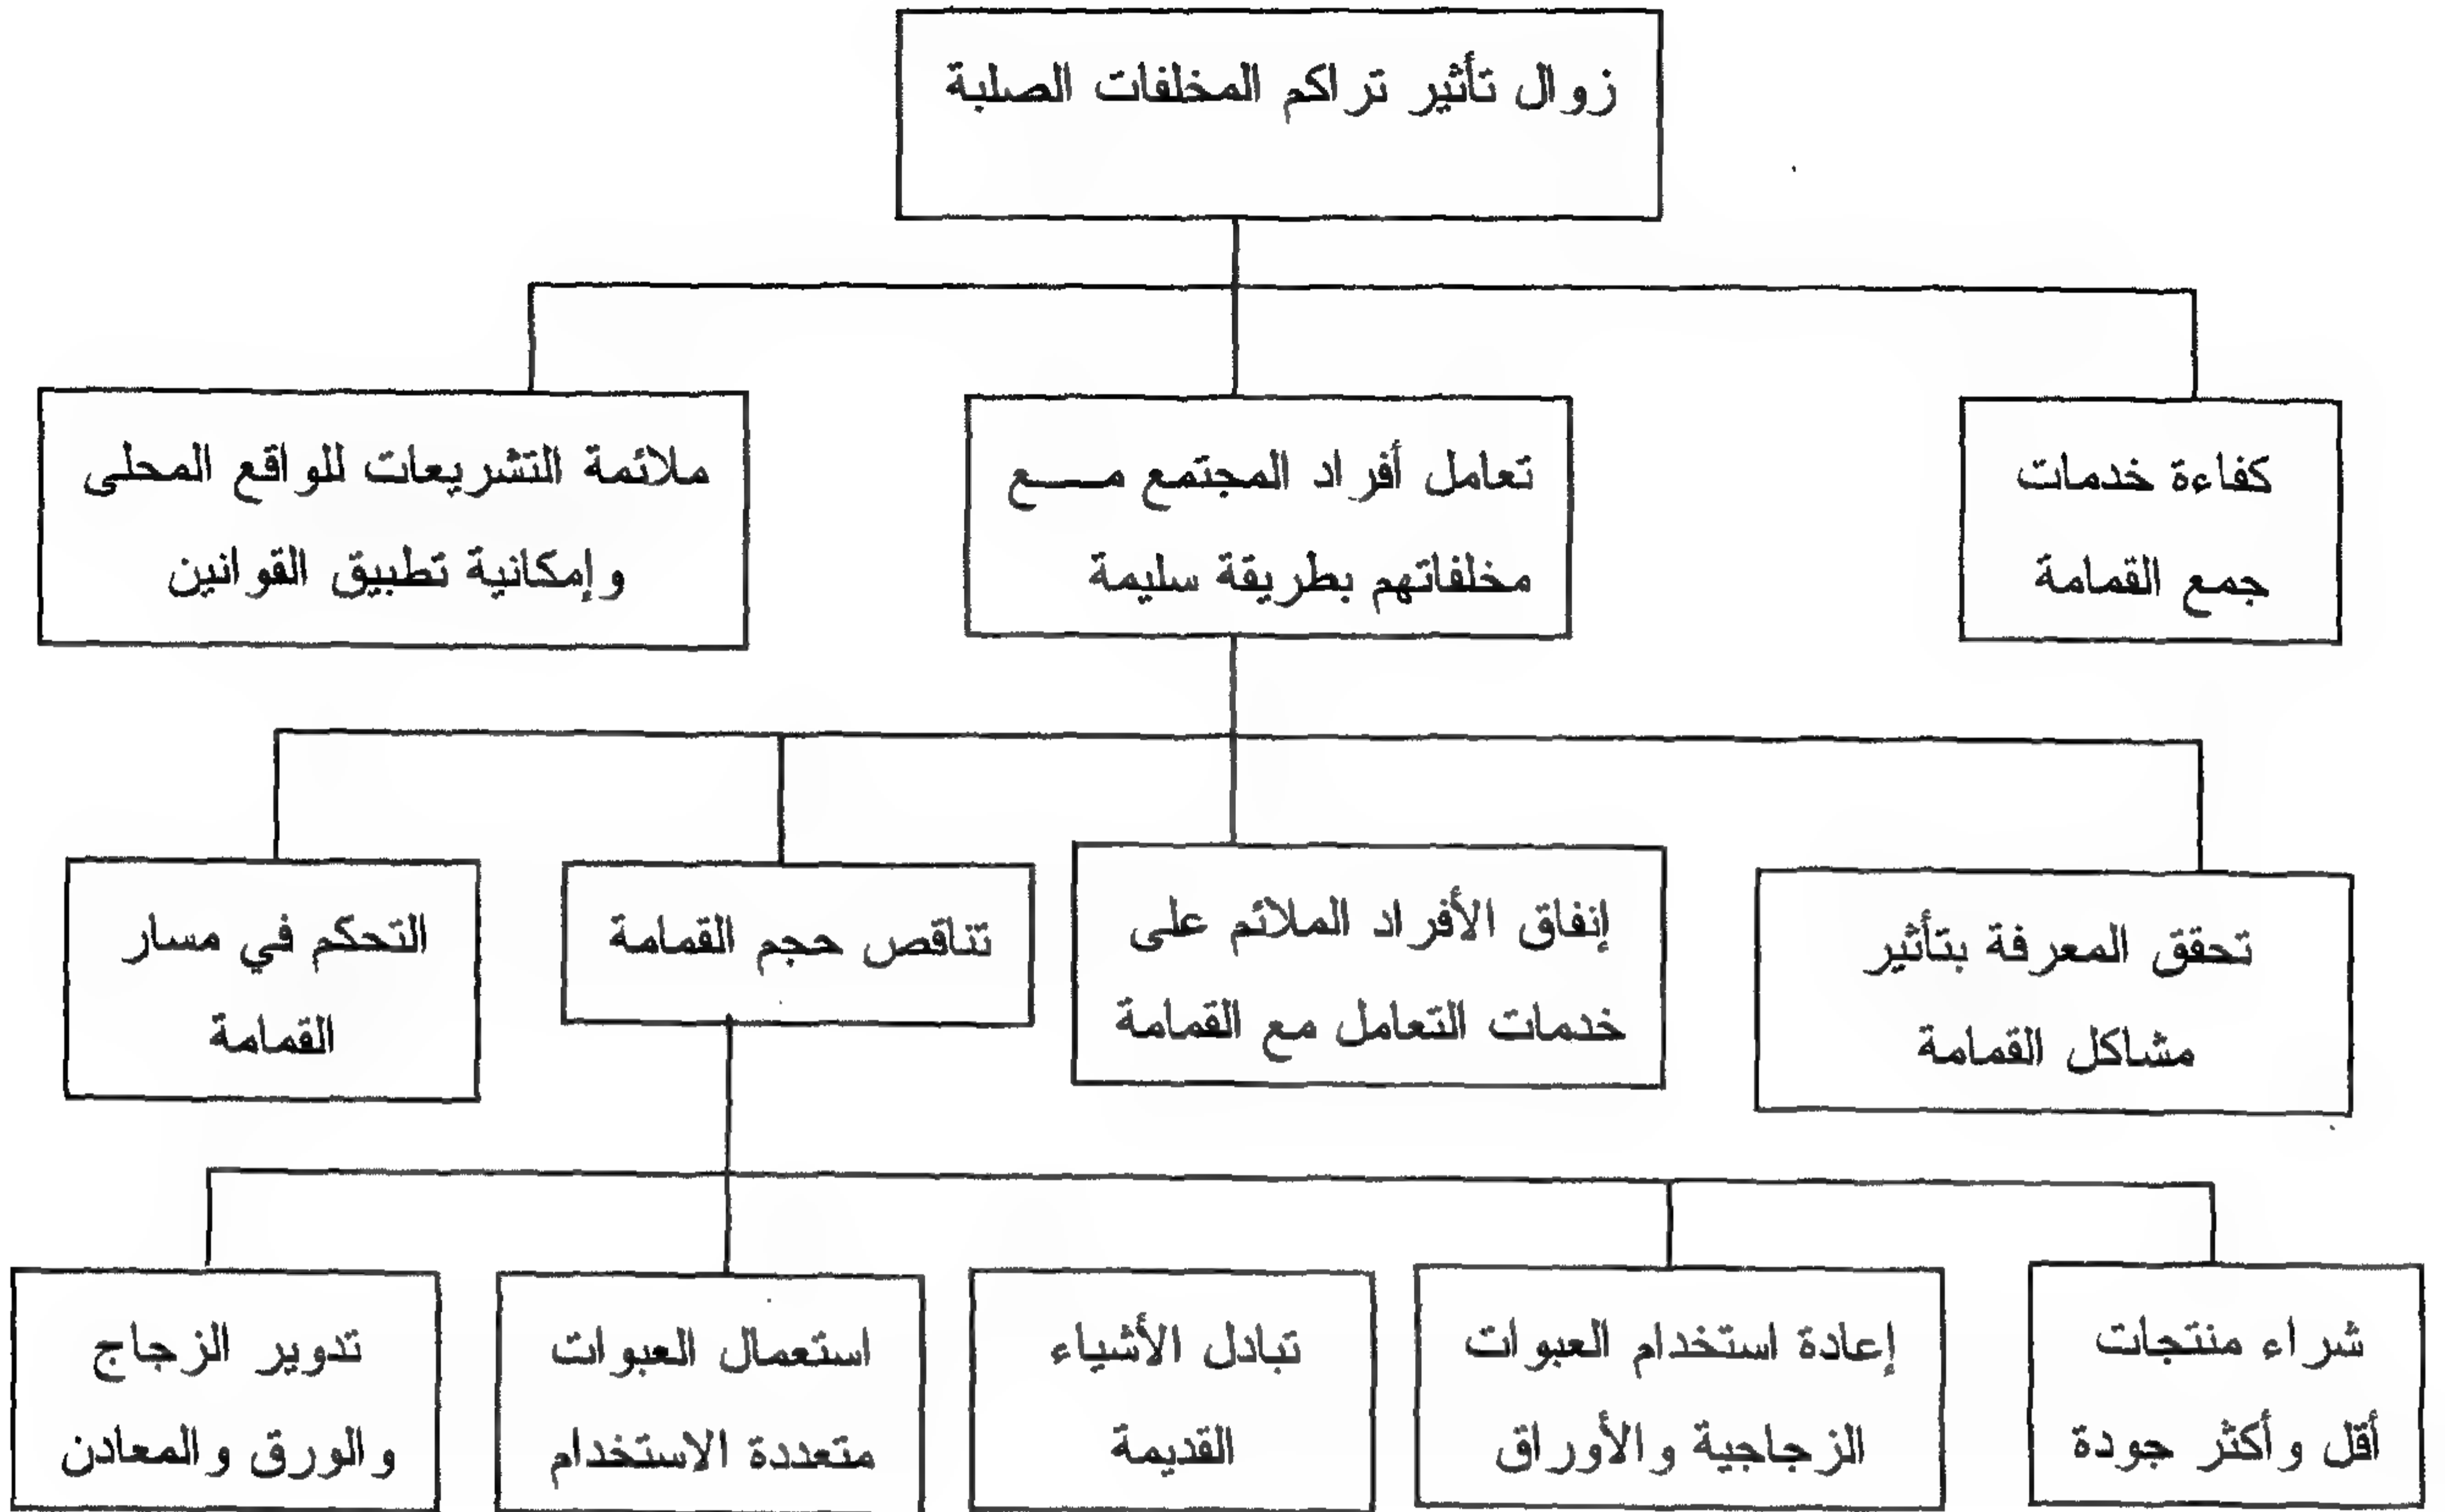 زوال تأثير تراكم المخلفات الصلبة
كفاءة خدمات
جمع القمامة
تعامل أفراد المجتمع مـــع
مخلفاتهم بطريقة سليمة
ملائمة التشريعات للواقع المحلى
وإمكانية تطبيق القوانين
تحقق المعرفة بتأثير
مشاكل القمامة
إنفاق الأفراد الملائم على
خدمات التعامل مع القمامة
تناقص حجم القمامة
التحكم في مسار
القمامة
شراء منتجات
أقل وأكثر جودة
إعادة استخدام العبوات
الزجاجية والأوراق
تبادل الأشياء
القديمة
استعمال العبوات
متعددة الاستخدام
تدوير الزجاج
والورق والمعادن